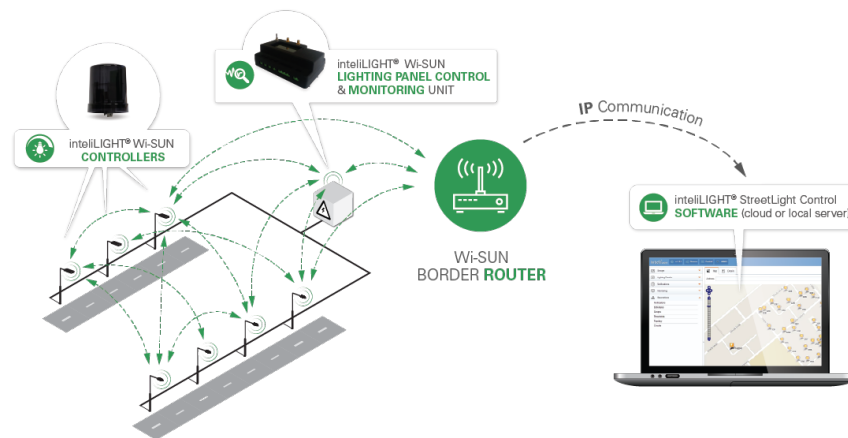 inteliLIGHT® Wi-SUN
LIGHTING PANEL CONTROL
& MONITORING UNIT
inteliLIGHT® Wi-SUN
CONTROLLERS
IP Communication
Wi-SUN
BORDER ROUTER
inteliLIGHT® StreetLight Control
SOFTWARE (cloud or local server)